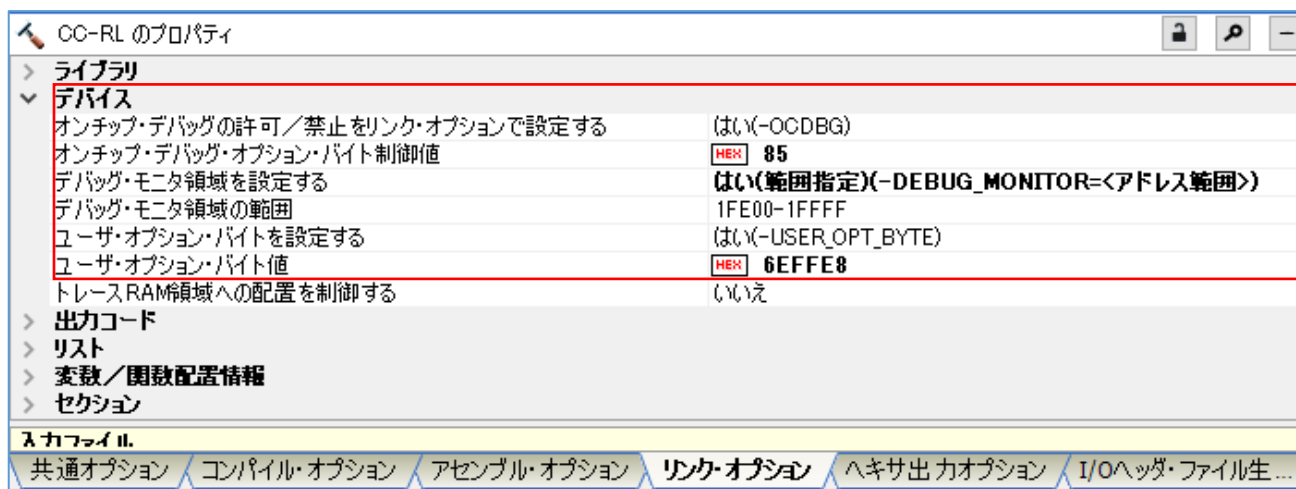 CC-RL のプロパティ
ライブラリ
デバイス
オンチップ・デバッグの許可／禁止をリンク・オプションで設定する はい(-OCDBG)
オンチップ・デバッグ・オプション・バイト制御値 HEX 85
デバッグ・モニタ領域を設定する はい(範囲指定)(-DEBUG_MONITOR=<アドレス範囲>)
デバッグ・モニタ領域の範囲 1FE00-1FFFF
ユーザ・オプション・バイトを設定する はい(-USER_OPT_BYTE)
ユーザ・オプション・バイト値 HEX 6EFFE8
トレースRAM領域への配置を制御する いいえ
出力コード
リスト
変数／関数配置情報
セクション
入力ファイル
共通オプション コンパイル・オプション アセンブル・オプション リンク・オプション ヘキサ出力オプション I/Oヘッダ・ファイル生...